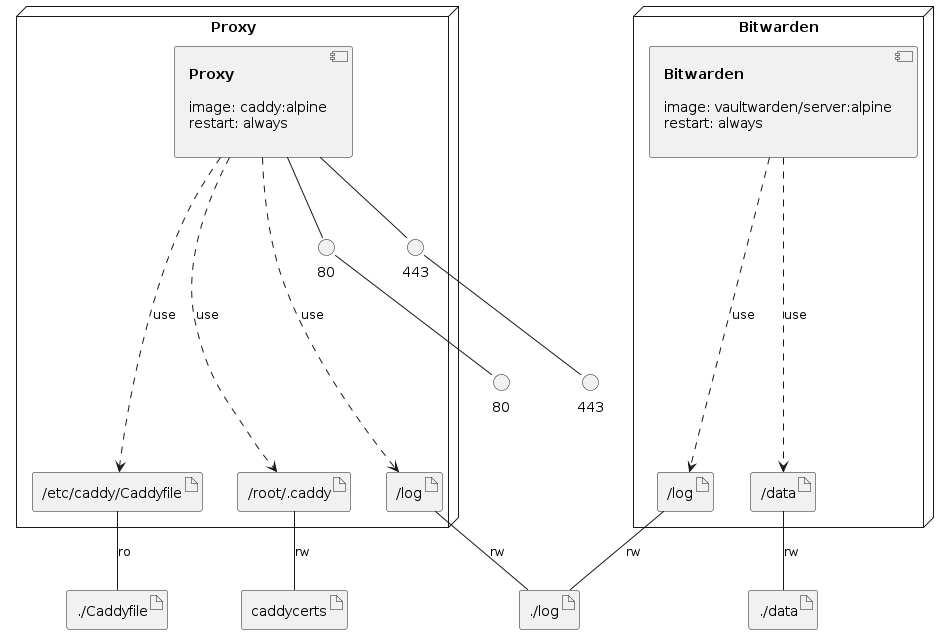 Proxy
Bitwarden
Proxy
image: caddy:alpine
restart: always
Bitwarden
image: vaultwarden/server:alpine
restart: always
80
443
use
use
use
use
use
80
443
/etc/caddy/Caddyfile
/root/.caddy
/log
/log
/data
ro
rw
rw
rw
rw
./Caddyfile
caddycerts
./log
./data